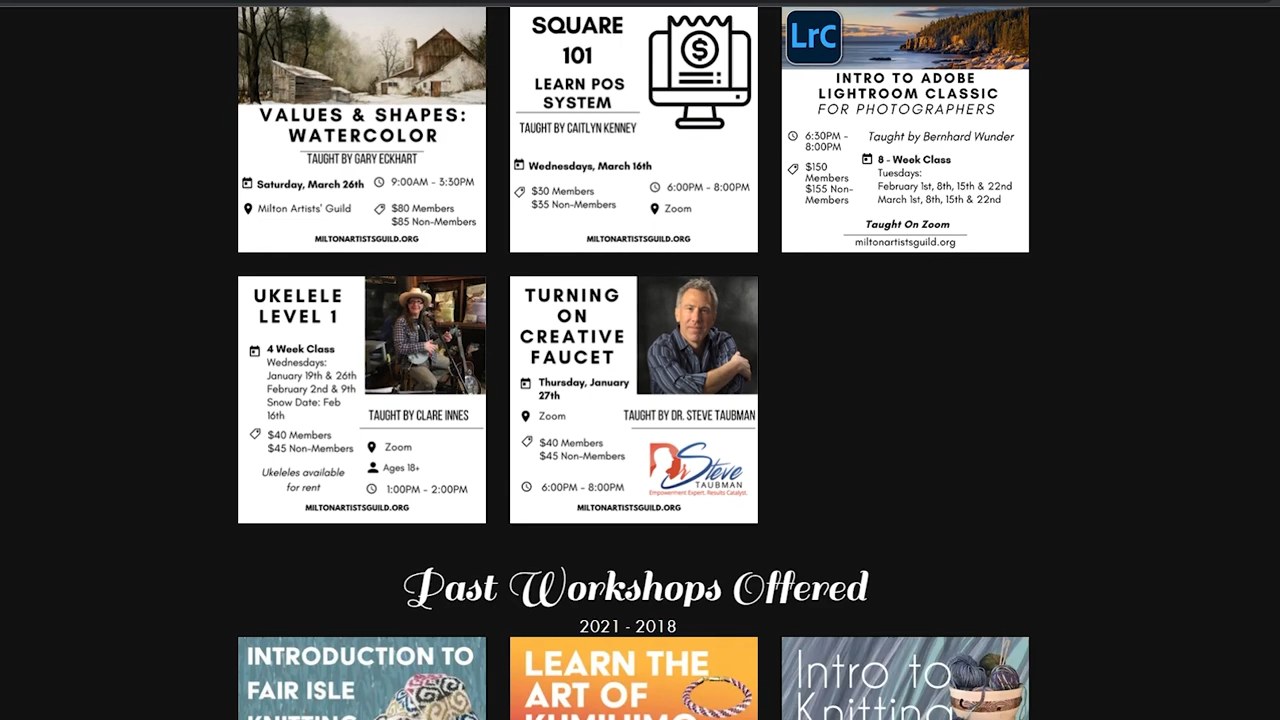 VALUES & SHAPES:
WATERCOLOR
TAUGHT BY GARY ECKHART
Saturday, March 26th
9:00AM - 3:30PM
Milton Artists' Guild
$80 Members
$85 Non-Members
MILTONARTISTSGUILD.ORG
SQUARE
101
LEARN POS
SYSTEM
TAUGHT BY CAITLYN KENNEY
Wednesdays, March 16th
$30 Members
$35 Non-Members
6:00PM - 8:00PM
Zoom
MILTONARTISTSGUILD.ORG
LrC
INTRO TO ADOBE
LIGHTROOM CLASSIC
FOR PHOTOGRAPHERS
6:30PM -
8:00PM
Taught by Bernhard Wunder
$150
Members
$155 Non-
Members
8 - Week Class
Tuesdays:
February 1st, 8th, 15th & 22nd
March 1st, 8th, 15th & 22nd
Taught On Zoom
miltonartistsguild.org
UKELELE
LEVEL 1
4 Week Class
Wednesdays:
January 19th & 26th
February 2nd & 9th
Snow Date: Feb
16th
$40 Members
$45 Non-Members
Ukeleles available
for rent
TAUGHT BY CLARE INNES
Zoom
Ages 18+
1:00PM - 2:00PM
MILTONARTISTSGUILD.ORG
TURNING
ON
CREATIVE
FAUCET
Thursday, January
27th
Zoom
$40 Members
$45 Non-Members
6:00PM - 8:00PM
TAUGHT BY DR. STEVE TAUBMAN
Dr Steve
TAUBMAN
Empowerment Expert. Results Catalyst.
MILTONARTISTSGUILD.ORG
Past Workshops Offered
2021 - 2018
INTRODUCTION TO
FAIR ISLE
KNITTING
LEARN THE
ART OF
KUMIHIMO
Intro to
Knitting